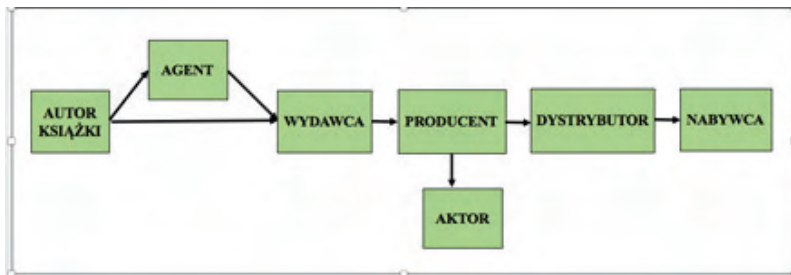 AGENT
AUTOR
KSIĄŻKI
WYDAWCA
PRODUCENT
DYSTRYBUTOR
NABYWCA
AKTOR